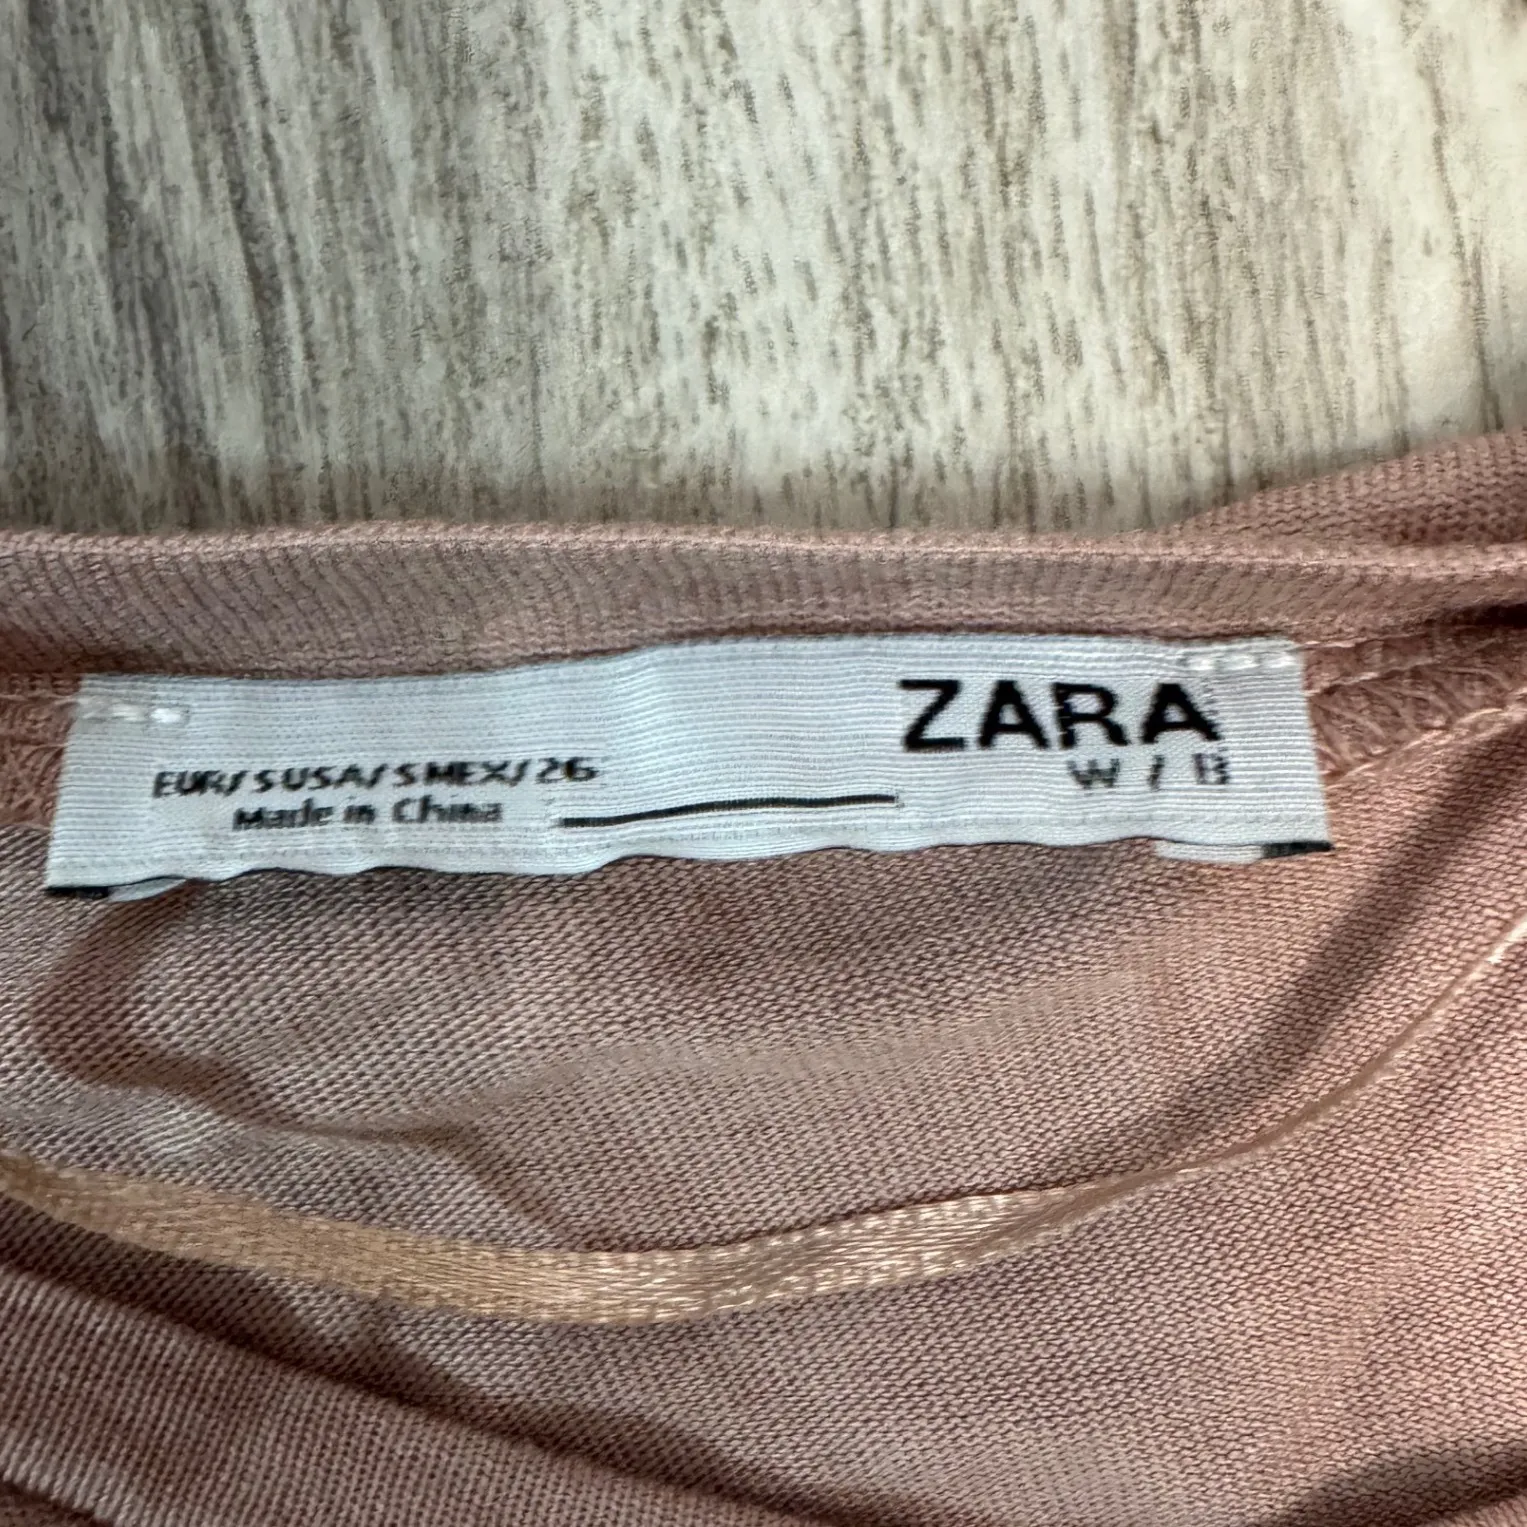 ZARA
W / B
EUR/ S USA/ S MEX/ 26
Made in China